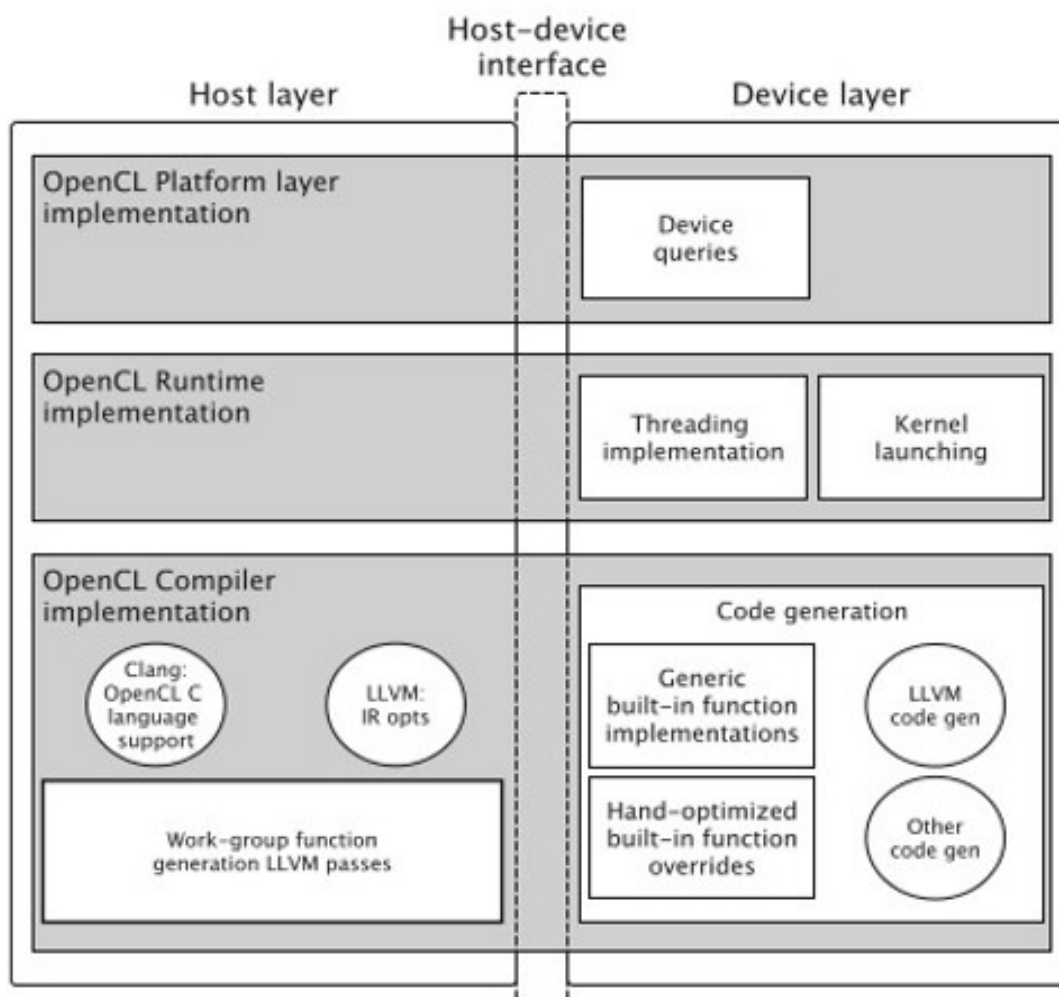 Host-device
interface
Host layer
Device layer
OpenCL Platform layer
implementation
Device
queries
OpenCL Runtime
implementation
Threading
implementation
Kernel
launching
OpenCL Compiler
implementation
Clang:
OpenCL C
language
support
LLVM:
IR opts
Work-group function
generation LLVM passes
Code generation
Generic
built-in function
implementations
LLVM
code gen
Hand-optimized
built-in function
overrides
Other
code gen